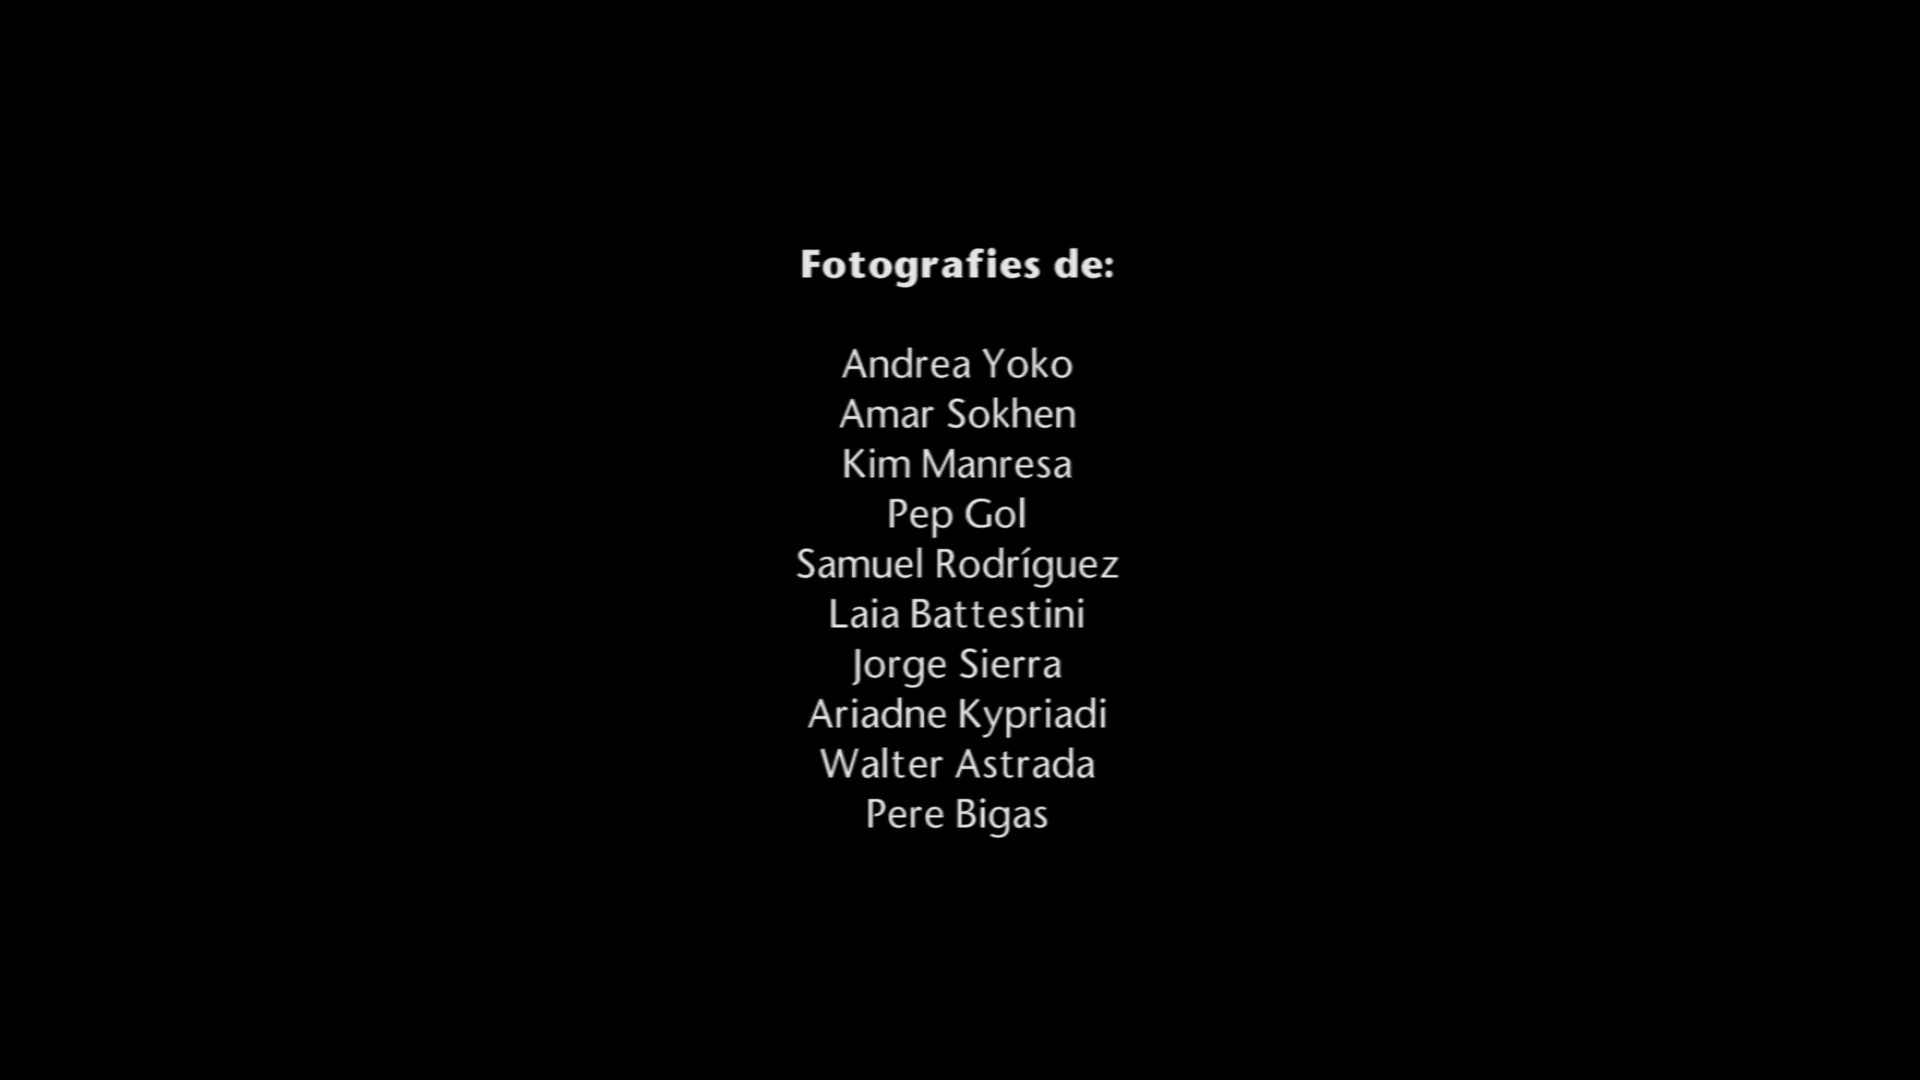 Fotografies de:
Andrea Yoko
Amar Sokhen
Kim Manresa
Pep Gol
Samuel Rodríguez
Laia Battestini
Jorge Sierra
Ariadne Kypriadi
Walter Astrada
Pere Bigas